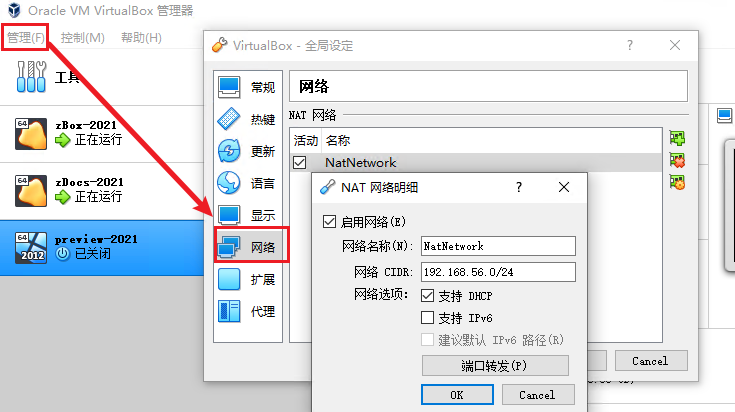 Oracle VM VirtualBox 管理器
管理(F) 控制(M) 帮助(H)
工具
64
zBox-2021
正在运行
64
zDocs-2021
正在运行
64
2012
preview-2021
已关闭
VirtualBox - 全局设定
常规
热键
更新
语言
显示
网络
扩展
代理
网络
NAT 网络
活动 名称
NatNetwork
Cancel
NAT 网络明细
启用网络(E)
网络名称(N): NatNetwork
网络 CIDR: 192.168.56.0/24
网络选项: 支持 DHCP
支持 IPv6
建议默认 IPv6 路径(R)
端口转发(P)
OK Cancel